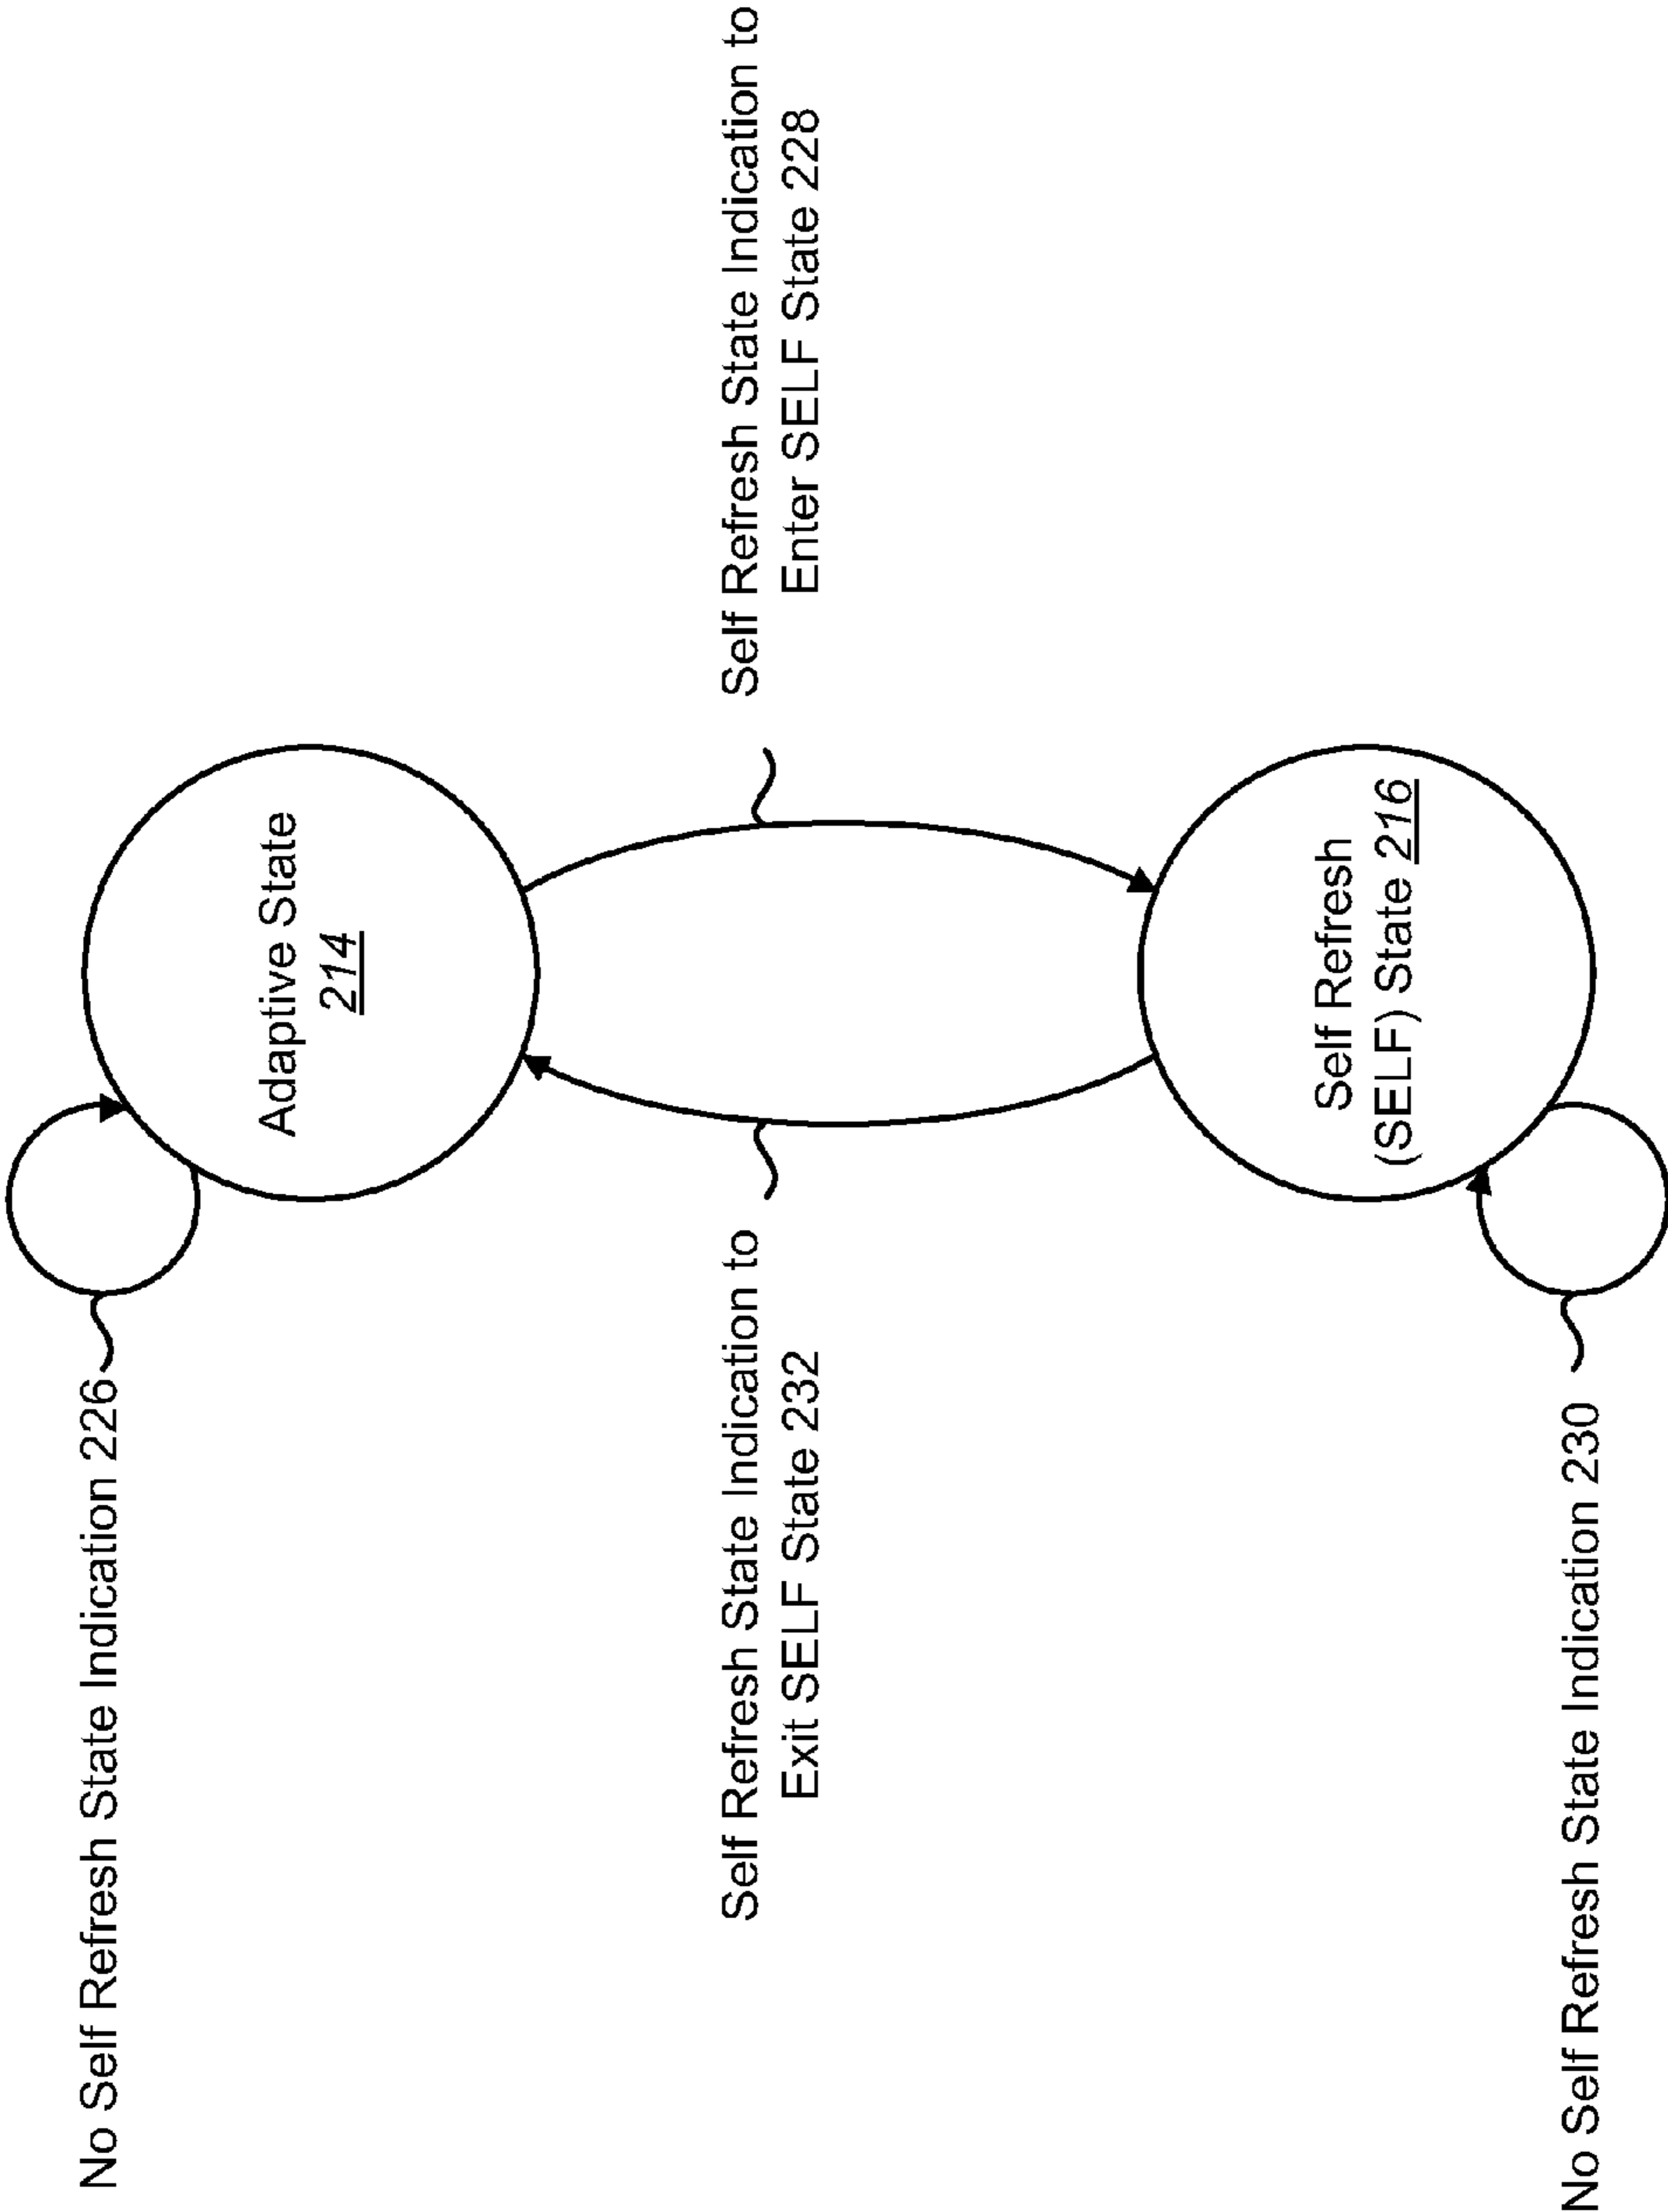 No Self Refresh State Indication 226
Adaptive State
214
Self Refresh State Indication to
Exit SELF State 232
Self Refresh State Indication to
Enter SELF State 228
No Self Refresh State Indication 230
Self Refresh
(SELF) State 216